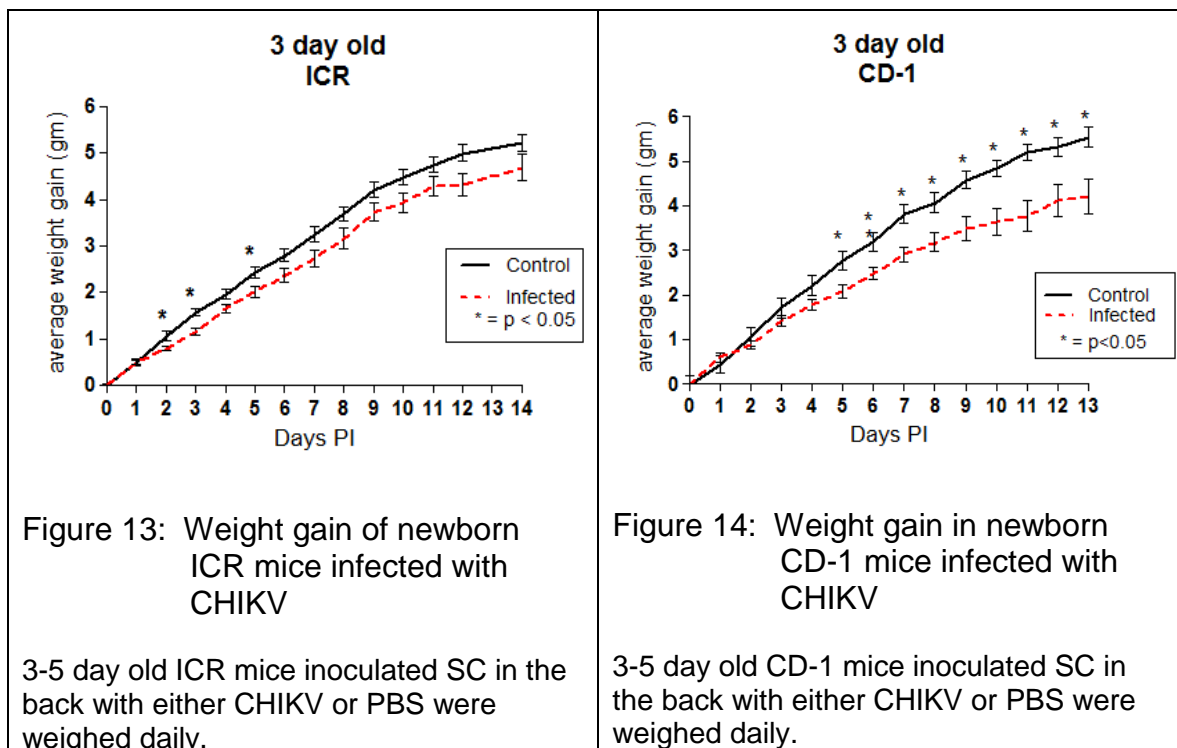 3 day old
ICR
average weight gain (gm)
6
5
4
3
2
1
0
* * *
Control
Infected
* = p < 0.05
0 1 2 3 4 5 6 7 8 9 10 11 12 13 14
Days PI
Figure 13: Weight gain of newborn
ICR mice infected with
CHIKV
3-5 day old ICR mice inoculated SC in the
back with either CHIKV or PBS were
weighed daily.
3 day old
CD-1
average weight gain (gm)
6
5
4
3
2
1
0
* * * * * * * * * *
Control
Infected
* = p<0.05
0 1 2 3 4 5 6 7 8 9 10 11 12 13
Days PI
Figure 14: Weight gain in newborn
CD-1 mice infected with
CHIKV
3-5 day old CD-1 mice inoculated SC in
the back with either CHIKV or PBS were
weighed daily.